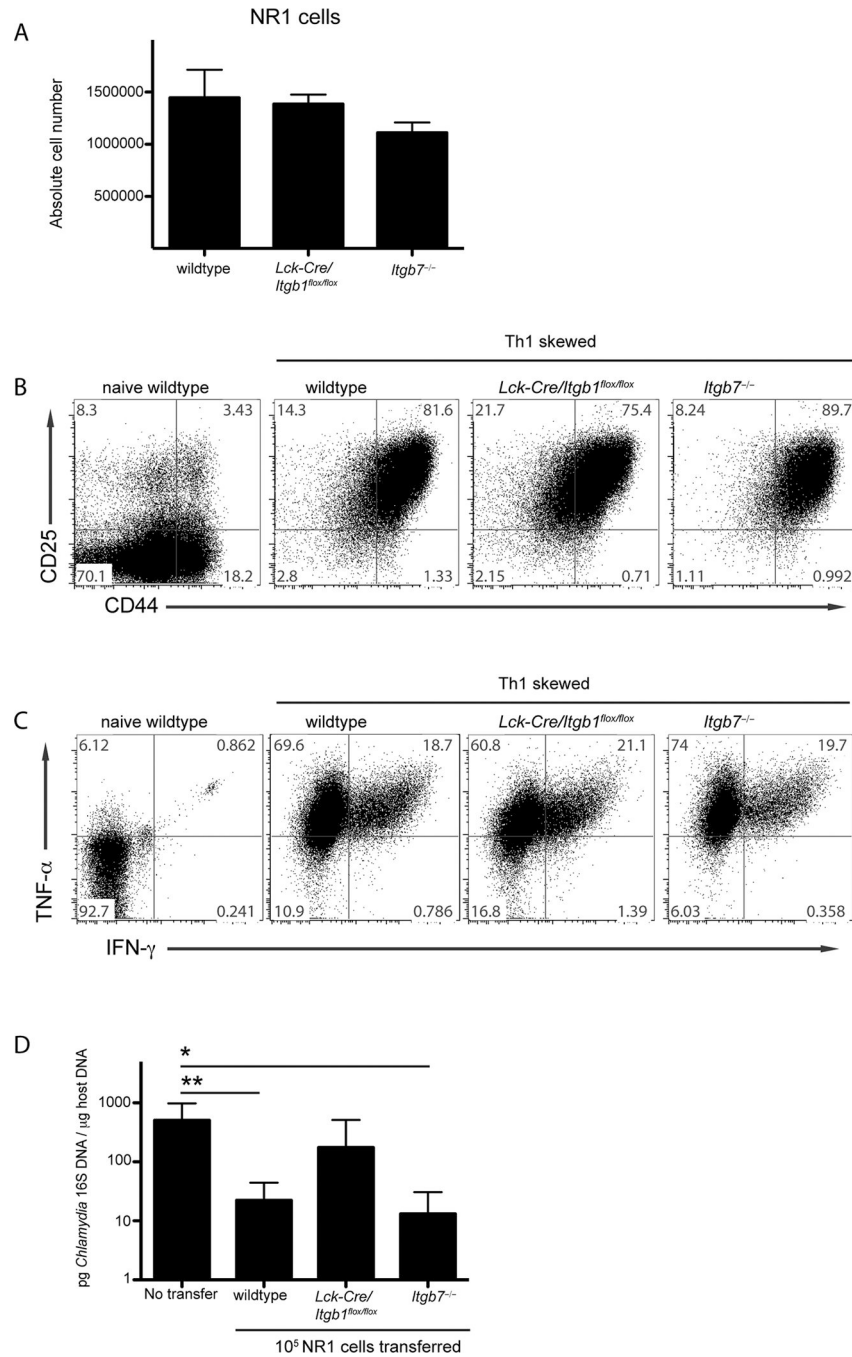 A
NR1 cells
Absolute cell number
1500000
1000000
500000
wildtype
Lck-Cre/
Itgb1flox/flox
Itgb7−/−
Th1 skewed
B
naive wildtype
wildtype
Lck-Cre/Itgb1flox/flox
Itgb7−/−
8.3
3.43
14.3
81.6
21.7
75.4
8.24
89.7
70.1
18.2
2.8
1.33
2.15
0.71
1.11
0.992
CD25
CD44
Th1 skewed
C
naive wildtype
wildtype
Lck-Cre/Itgb1flox/flox
Itgb7−/−
6.12
0.862
69.6
18.7
60.8
21.1
74
19.7
92.7
0.241
10.9
0.786
16.8
1.39
6.03
0.358
TNF-α
IFN-γ
D
pg Chlamydia 16S DNA / µg host DNA
*
**
1000
100
10
1
No transfer
wildtype
Lck-Cre/
Itgb1flox/flox
Itgb7−/−
10⁵ NR1 cells transferred